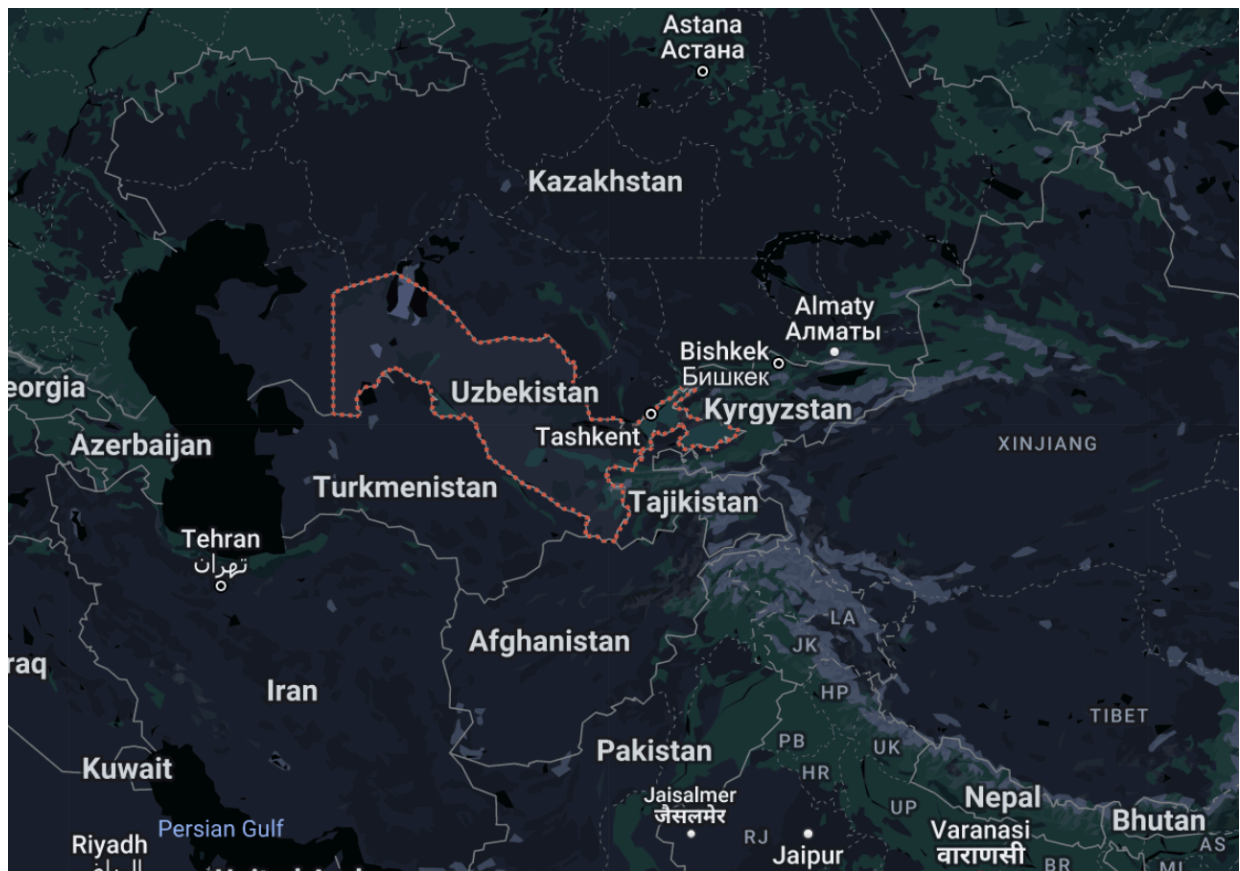 Astana
Астана
Kazakhstan
Almaty
Алматы
Bishkek
Бишкек
eorgia
Uzbekistan
Kyrgyzstan
Tashkent
Azerbaijan
XINJIANG
Turkmenistan
Tajikistan
Tehran
تهران
LA
Afghanistan
JK
raq
Iran
HP
TIBET
Pakistan
PB
UK
Kuwait
HR
Jaisalmer
जैसलमेर
Nepal
UP
Bhutan
Persian Gulf
RJ
Varanasi
वाराणसी
Riyadh
Jaipur
AS
BR